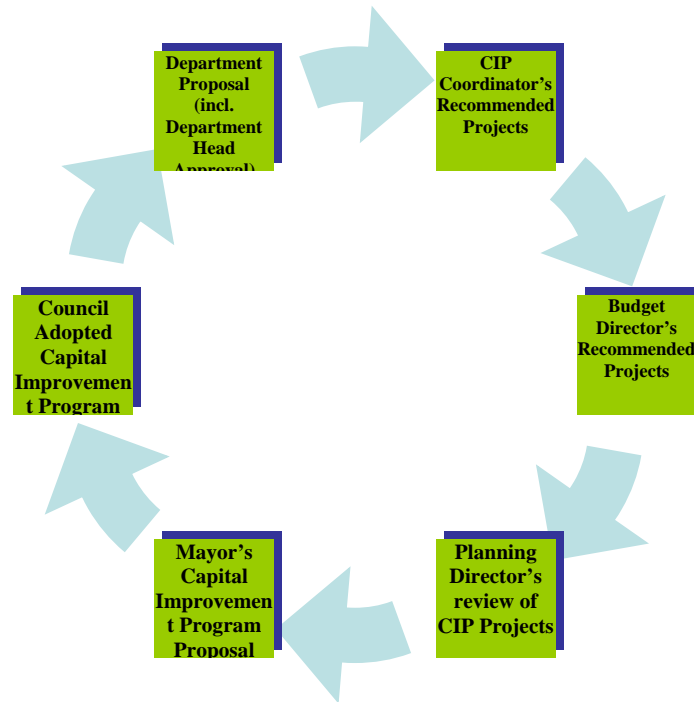 Department
Proposal
(incl.
Department
Head
Approval)
CIP
Coordinator's
Recommended
Projects
Budget
Director's
Recommended
Projects
Planning
Director's
review of
CIP Projects
Mayor's
Capital
Improvemen
t Program
Proposal
Council
Adopted
Capital
Improvemen
t Program